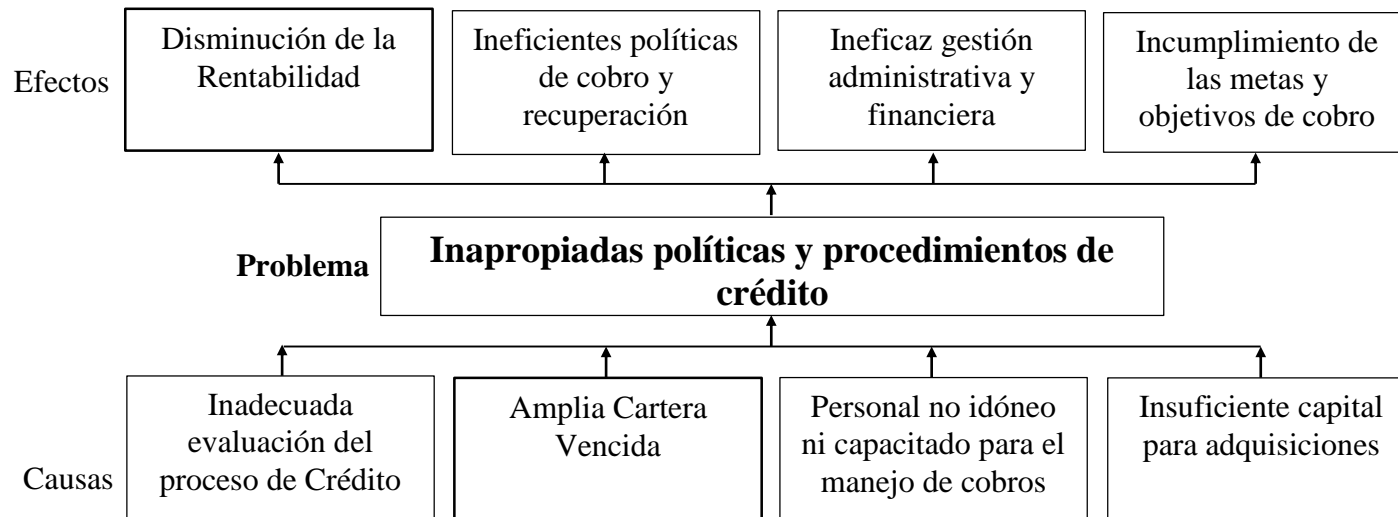 Efectos
Disminución de la
Rentabilidad
Ineficientes políticas
de cobro y
recuperación
Ineficaz gestión
administrativa y
financiera
Incumplimiento de
las metas y
objetivos de cobro
Problema
Inapropiadas políticas y procedimientos de
crédito
Causas
Inadecuada
evaluación del
proceso de Crédito
Amplia Cartera
Vencida
Personal no idóneo
ni capacitado para el
manejo de cobros
Insuficiente capital
para adquisiciones